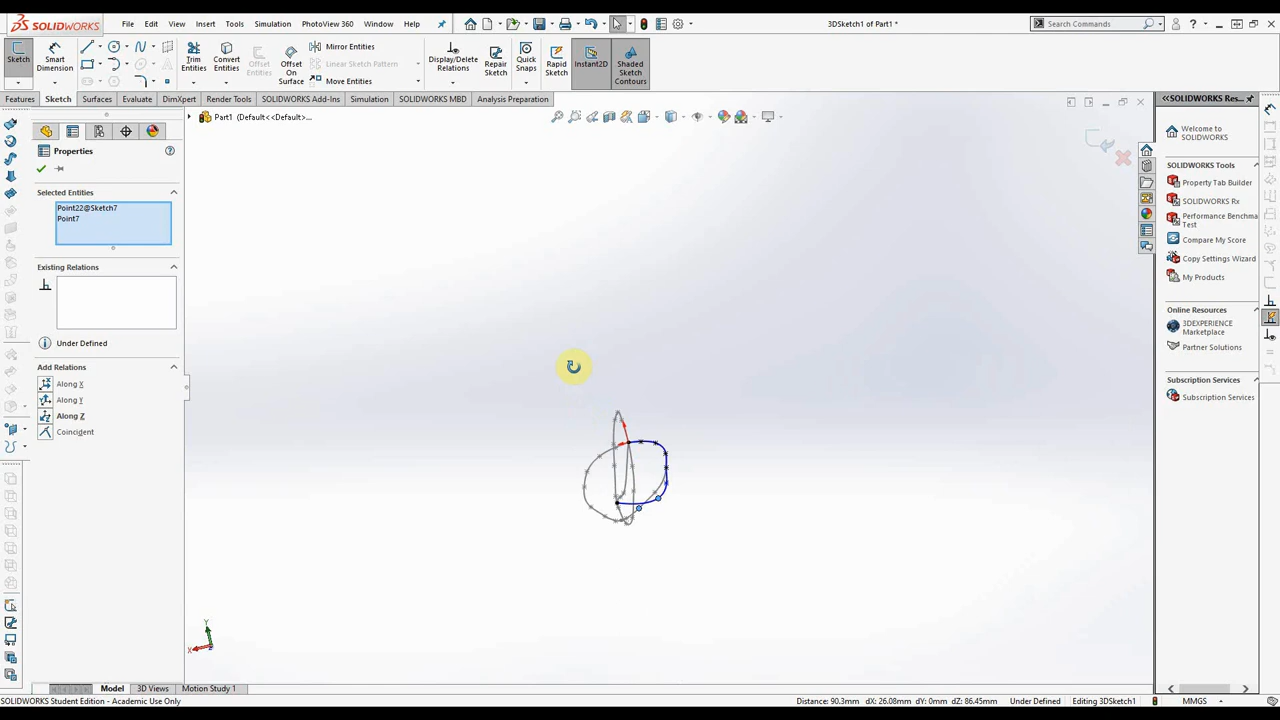 SOLIDWORKS
File Edit View Insert Tools Simulation PhotoView 360 Window Help
3DSketch1 of Part1 *
Search Commands
Sketch
Smart Dimension
Trim Entities
Convert Entities
Offset Entities
Offset On Surface
Mirror Entities
Linear Sketch Pattern
Move Entities
Display/Delete Relations
Repair Sketch
Quick Snaps
Rapid Sketch
Instant2D
Shaded Sketch Contours
Features Sketch Surfaces Evaluate DimXpert Render Tools SOLIDWORKS Add-Ins Simulation SOLIDWORKS MBD Analysis Preparation
Part1 (Default<<Default>...
Properties
Selected Entities
Point22@Sketch7
Point7
Existing Relations
Under Defined
Add Relations
Along X
Along Y
Along Z
Coincident
Y
X
SOLIDWORKS Res...
Welcome to
SOLIDWORKS
SOLIDWORKS Tools
Property Tab Builder
SOLIDWORKS Rx
Performance Benchma
Test
Compare My Score
Copy Settings Wizard
My Products
Online Resources
3DEXPERIENCE
Marketplace
Partner Solutions
Subscription Services
Subscription Services
Model 3D Views Motion Study 1
SOLIDWORKS Student Edition - Academic Use Only
Distance: 90.3mm dX: 26.08mm dY: 0mm dZ: 86.45mm Under Defined Editing 3DSketch1 MMGS